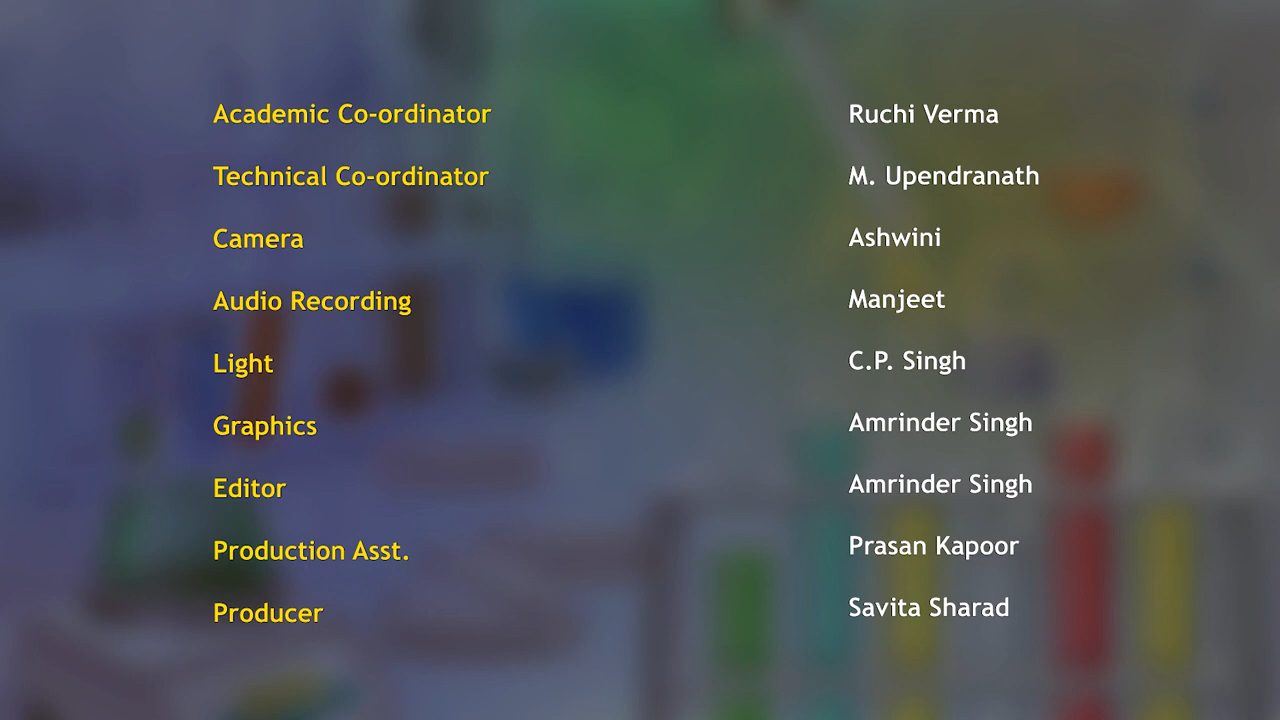 Academic Co-ordinator Ruchi Verma
Technical Co-ordinator M. Upendranath
Camera Ashwini
Audio Recording Manjeet
Light C.P. Singh
Graphics Amrinder Singh
Editor Amrinder Singh
Production Asst. Prasan Kapoor
Producer Savita Sharad